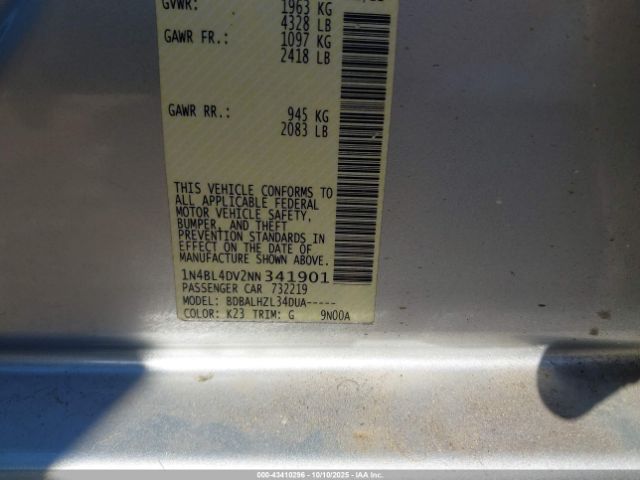 GVWR: 1963 KG
4328 LB
GAWR FR.: 1097 KG
2418 LB
GAWR RR.: 945 KG
2083 LB
THIS VEHICLE CONFORMS TO
ALL APPLICABLE FEDERAL
MOTOR VEHICLE SAFETY,
BUMPER, AND THEFT
PREVENTION STANDARDS IN
EFFECT ON THE DATE OF
MANUFACTURE SHOWN ABOVE.
1N4BL4DV2NN341901
PASSENGER CAR 732219
MODEL: BDBALHZL34DUA-----
COLOR: K23 TRIM: G 9N00A
000-43410296 - 10/10/2025 - IAA